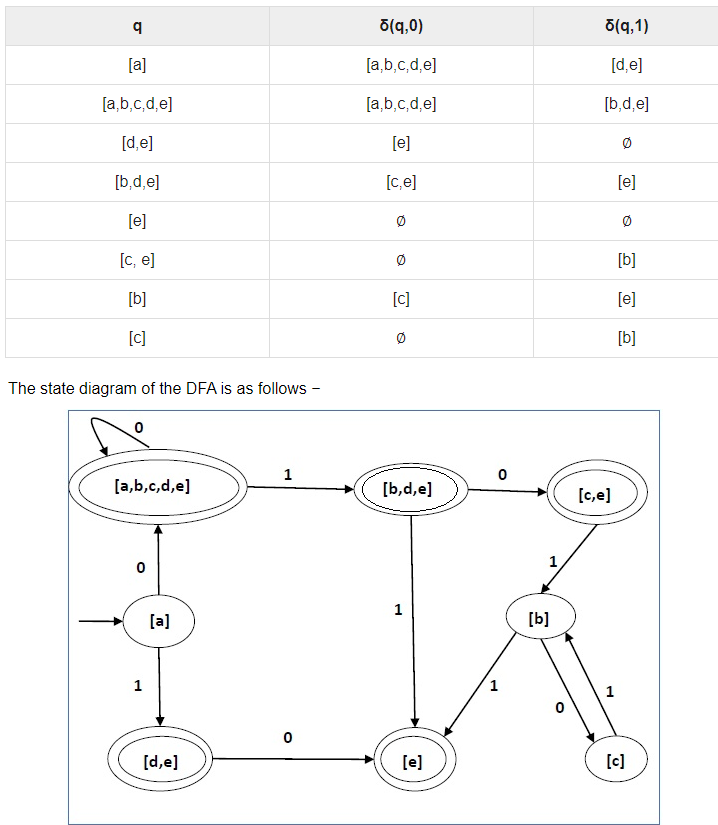 q δ(q,0) δ(q,1)
[a] [a,b,c,d,e] [d,e]
[a,b,c,d,e] [a,b,c,d,e] [b,d,e]
[d,e] [e] ∅
[b,d,e] [c,e] [e]
[e] ∅ ∅
[c, e] ∅ [b]
[b] [c] [e]
[c] ∅ [b]
The state diagram of the DFA is as follows −
0
1 0
[a,b,c,d,e] [b,d,e] [c,e]
0 1
1
[a] [b]
1 1 0 1
0
[d,e] [e] [c]